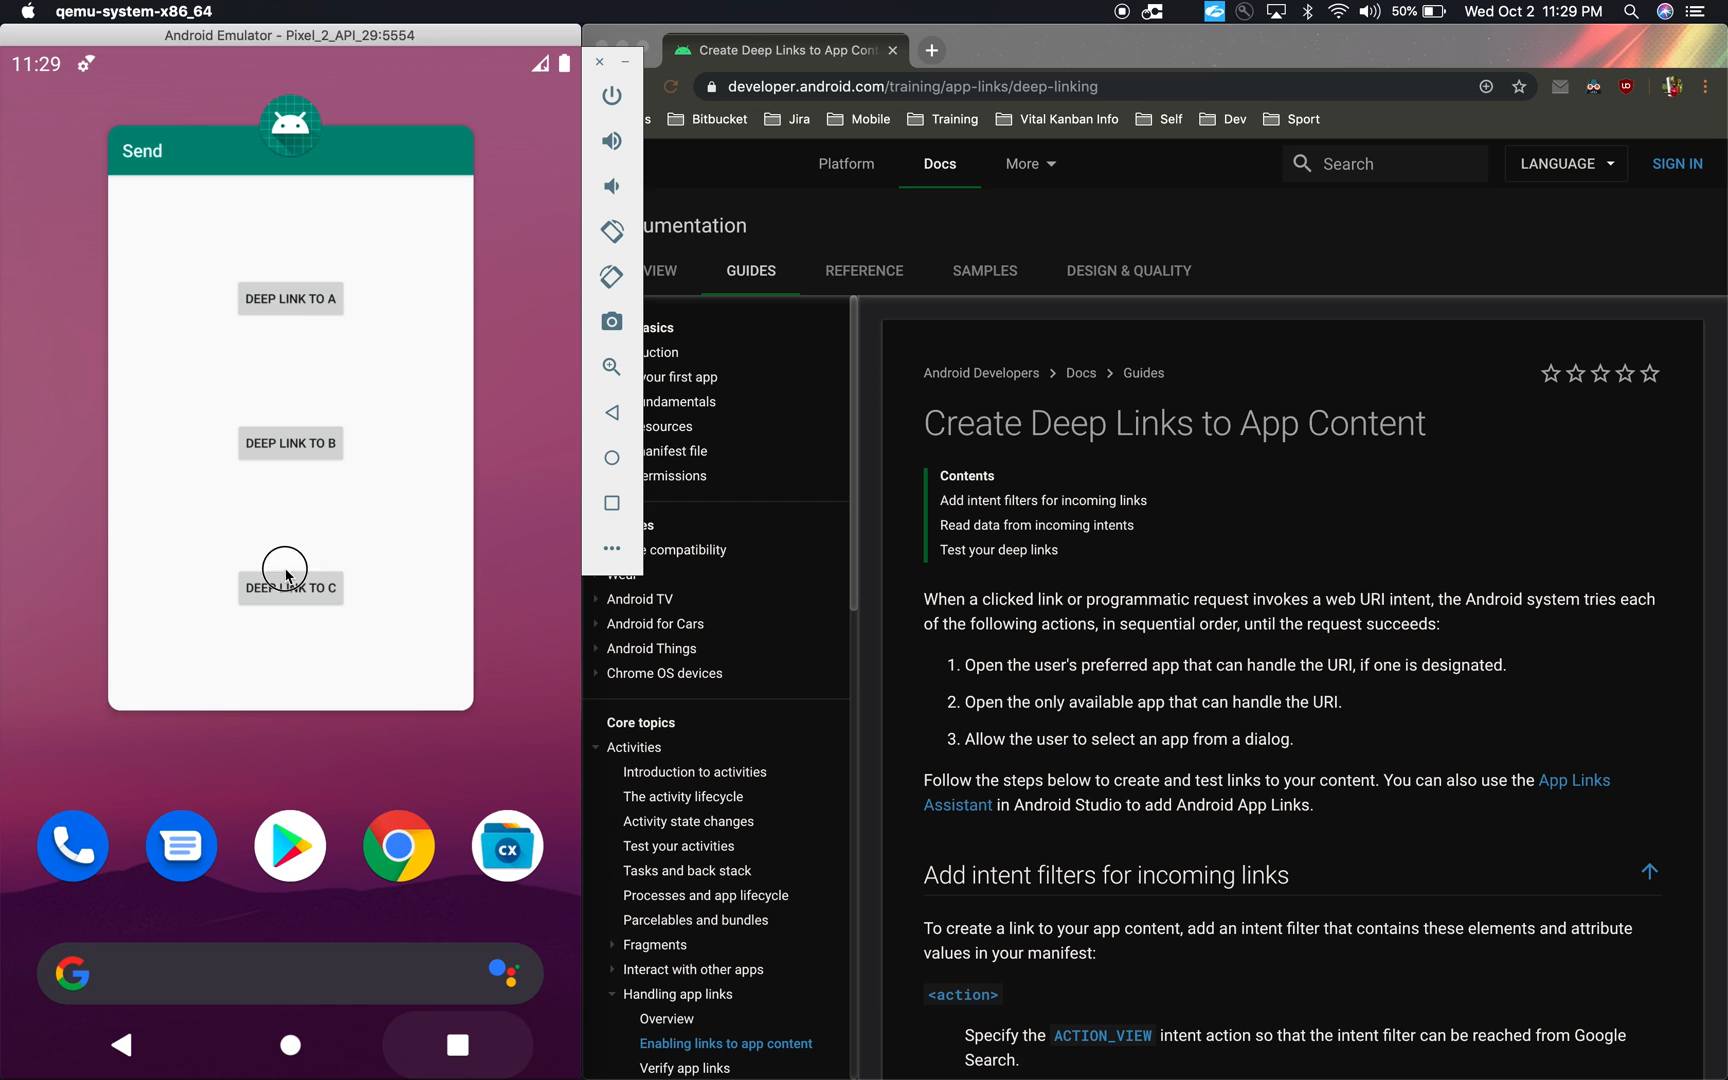 qemu-system-x86_64
50%
Wed Oct 2 11:29 PM
Android Emulator - Pixel_2_API_29:5554
11:29
Send
DEEP LINK TO A
DEEP LINK TO B
DEEP LINK TO C
CX
G
Create Deep Links to App Cont
developer.android.com/training/app-links/deep-linking
s
Bitbucket
Jira
Mobile
Training
Vital Kanban Info
Self
Dev
Sport
Platform
Docs
More
Search
LANGUAGE
SIGN IN
umentation
VIEW
GUIDES
REFERENCE
SAMPLES
DESIGN & QUALITY
asics
uction
your first app
ndamentals
esources
anifest file
ermissions
es
e compatibility
Wear
Android TV
Android for Cars
Android Things
Chrome OS devices
Core topics
Activities
Introduction to activities
The activity lifecycle
Activity state changes
Test your activities
Tasks and back stack
Processes and app lifecycle
Parcelables and bundles
Fragments
Interact with other apps
Handling app links
Overview
Enabling links to app content
Verify app links
Android Developers > Docs > Guides
Create Deep Links to App Content
Contents
Add intent filters for incoming links
Read data from incoming intents
Test your deep links
When a clicked link or programmatic request invokes a web URI intent, the Android system tries each
of the following actions, in sequential order, until the request succeeds:
1. Open the user's preferred app that can handle the URI, if one is designated.
2. Open the only available app that can handle the URI.
3. Allow the user to select an app from a dialog.
Follow the steps below to create and test links to your content. You can also use the App Links
Assistant in Android Studio to add Android App Links.
Add intent filters for incoming links
To create a link to your app content, add an intent filter that contains these elements and attribute
values in your manifest:
<action>
Specify the ACTION_VIEW intent action so that the intent filter can be reached from Google
Search.